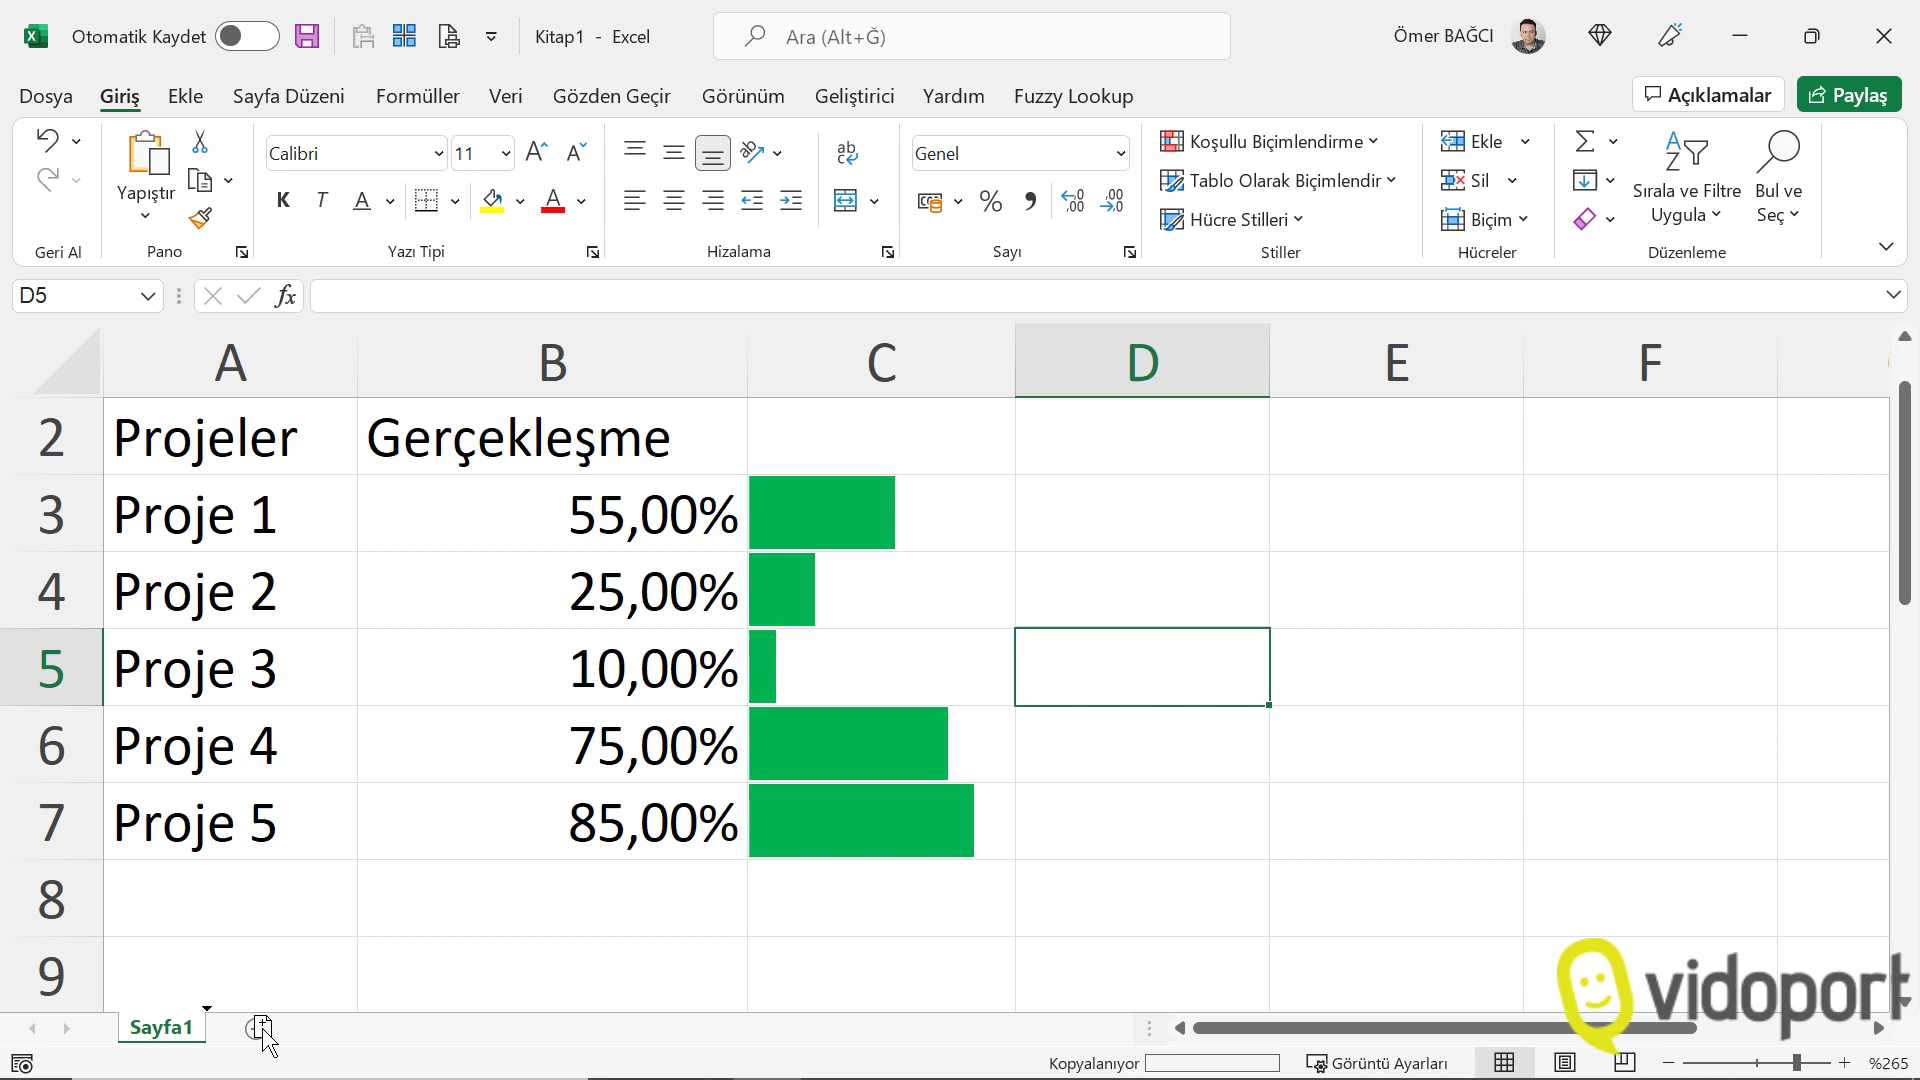 Otomatik Kaydet
Kitap1 - Excel
Ara (Alt+Ğ)
Ömer BAĞCI
Dosya Giriş Ekle Sayfa Düzeni Formüller Veri Gözden Geçir Görünüm Geliştirici Yardım Fuzzy Lookup
Açıklamalar
Paylaş
Geri Al
Yapıştır
Pano
Calibri 11
K T A A
Yazı Tipi
ab
Hizalama
Genel
%
Sayı
Koşullu Biçimlendirme
Tablo Olarak Biçimlendir
Hücre Stilleri
Stiller
Ekle
Sil
Biçim
Hücreler
Sırala ve Filtre
Uygula
Bul ve
Seç
Düzenleme
D5
fx
A B C D E F
2 Projeler Gerçekleşme
3 Proje 1 55,00%
4 Proje 2 25,00%
5 Proje 3 10,00%
6 Proje 4 75,00%
7 Proje 5 85,00%
8
9
vidoport
Sayfa1
Kopyalanıyor
Görüntü Ayarları
%265